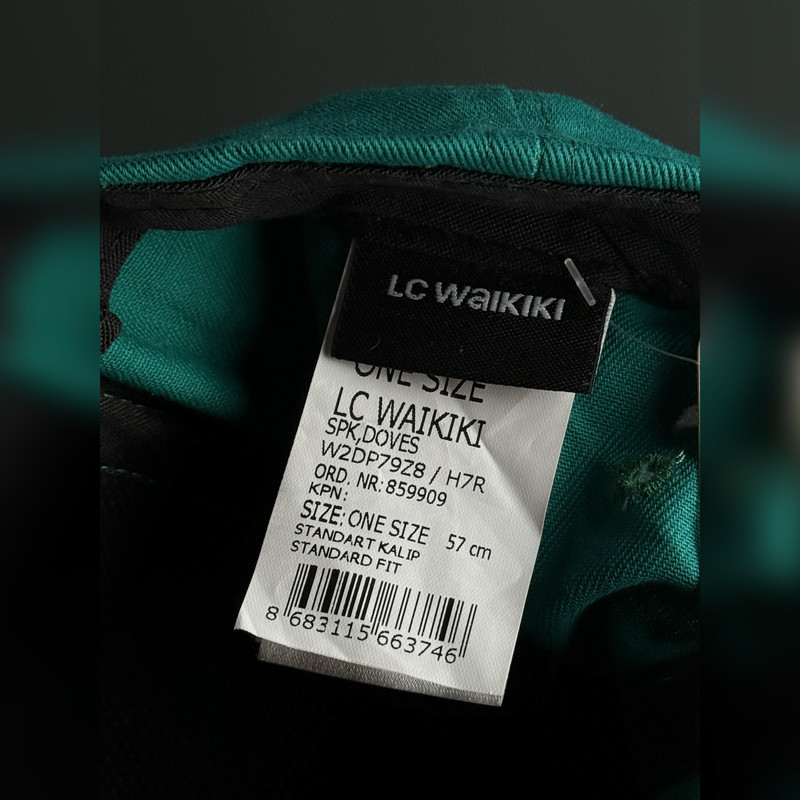 LC WAIKIKI
ONE SIZE
LC WAIKIKI
SPK,DOVES
W2DP79Z8 / H7R
ORD. NR: 859909
KPN:
SIZE: ONE SIZE 57 cm
STANDART KALIP
STANDARD FIT
8 683115 663746